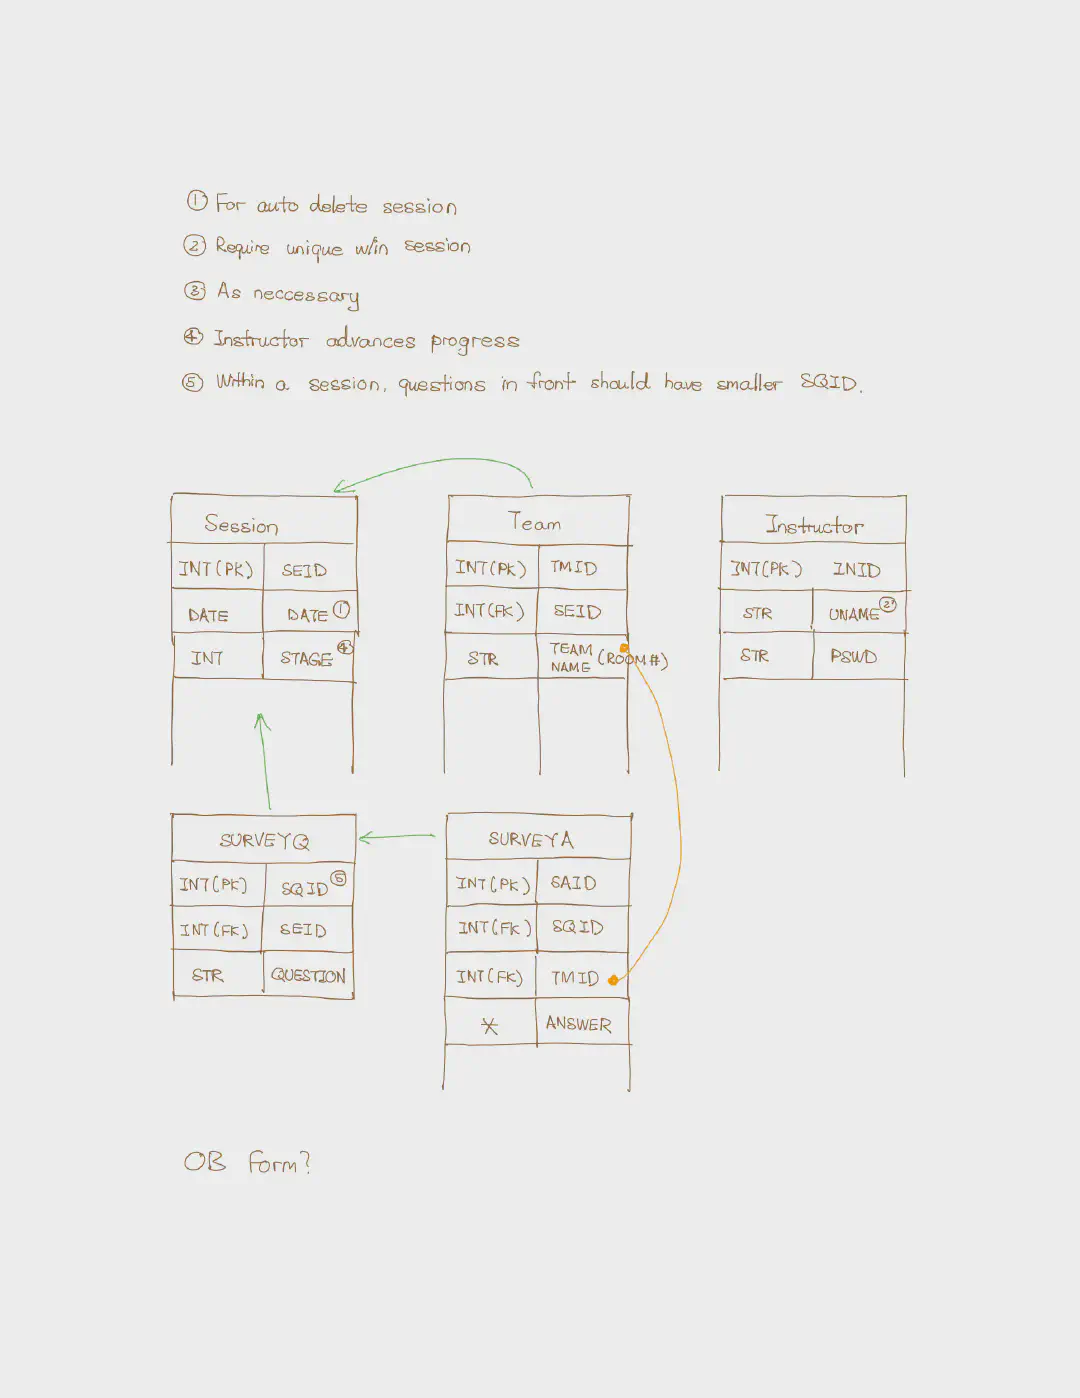 ① For auto delete session
② Require unique w/in session
③ As neccessary
④ Instructor advances progress
⑤ Within a session, questions in front should have smaller SQID.
Session
INT(PK) SEID
DATE DATE ①
INT STAGE ④
Team
INT(PK) TMID
INT(FK) SEID
STR TEAM NAME (ROOM#)
Instructor
INT(PK) INID
STR UNAME ②
STR PSWD
SURVEYQ
INT(PK) SQID ⑤
INT(FK) SEID
STR QUESTION
SURVEYA
INT(PK) SAID
INT(FK) SQID
INT(FK) TMID
* ANSWER
OB form?